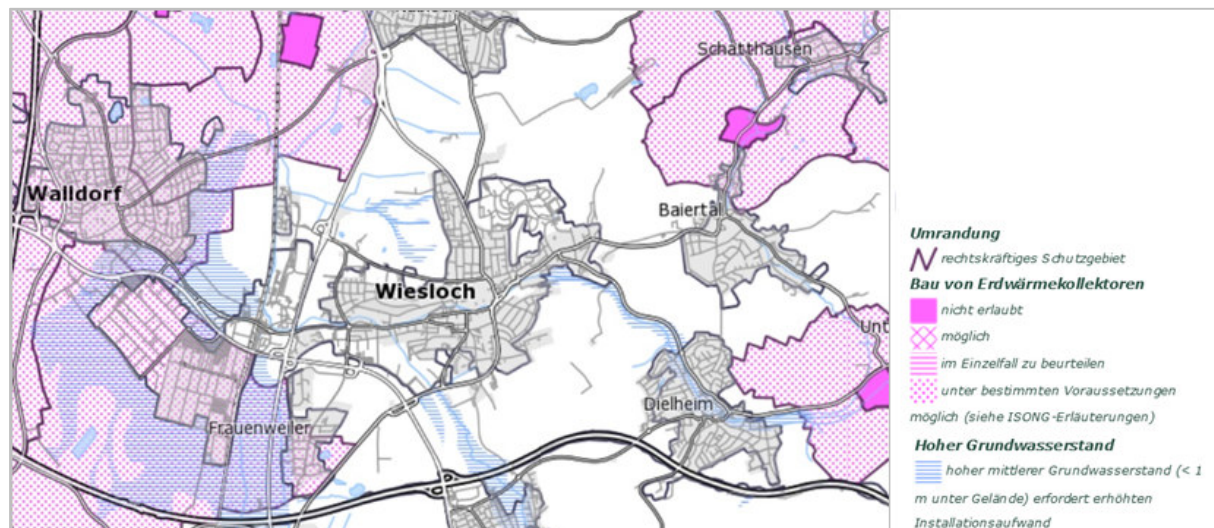 Schatthausen
Walldorf
Baiertal
Wiesloch
Unt
Dielheim
Frauenweiler
Umrandung
rechtskräftiges Schutzgebiet
Bau von Erdwärmekollektoren
nicht erlaubt
möglich
im Einzelfall zu beurteilen
unter bestimmten Voraussetzungen
möglich (siehe ISONG-Erläuterungen)
Hoher Grundwasserstand
hoher mittlerer Grundwasserstand (< 1
m unter Gelände) erfordert erhöhten
Installationsaufwand